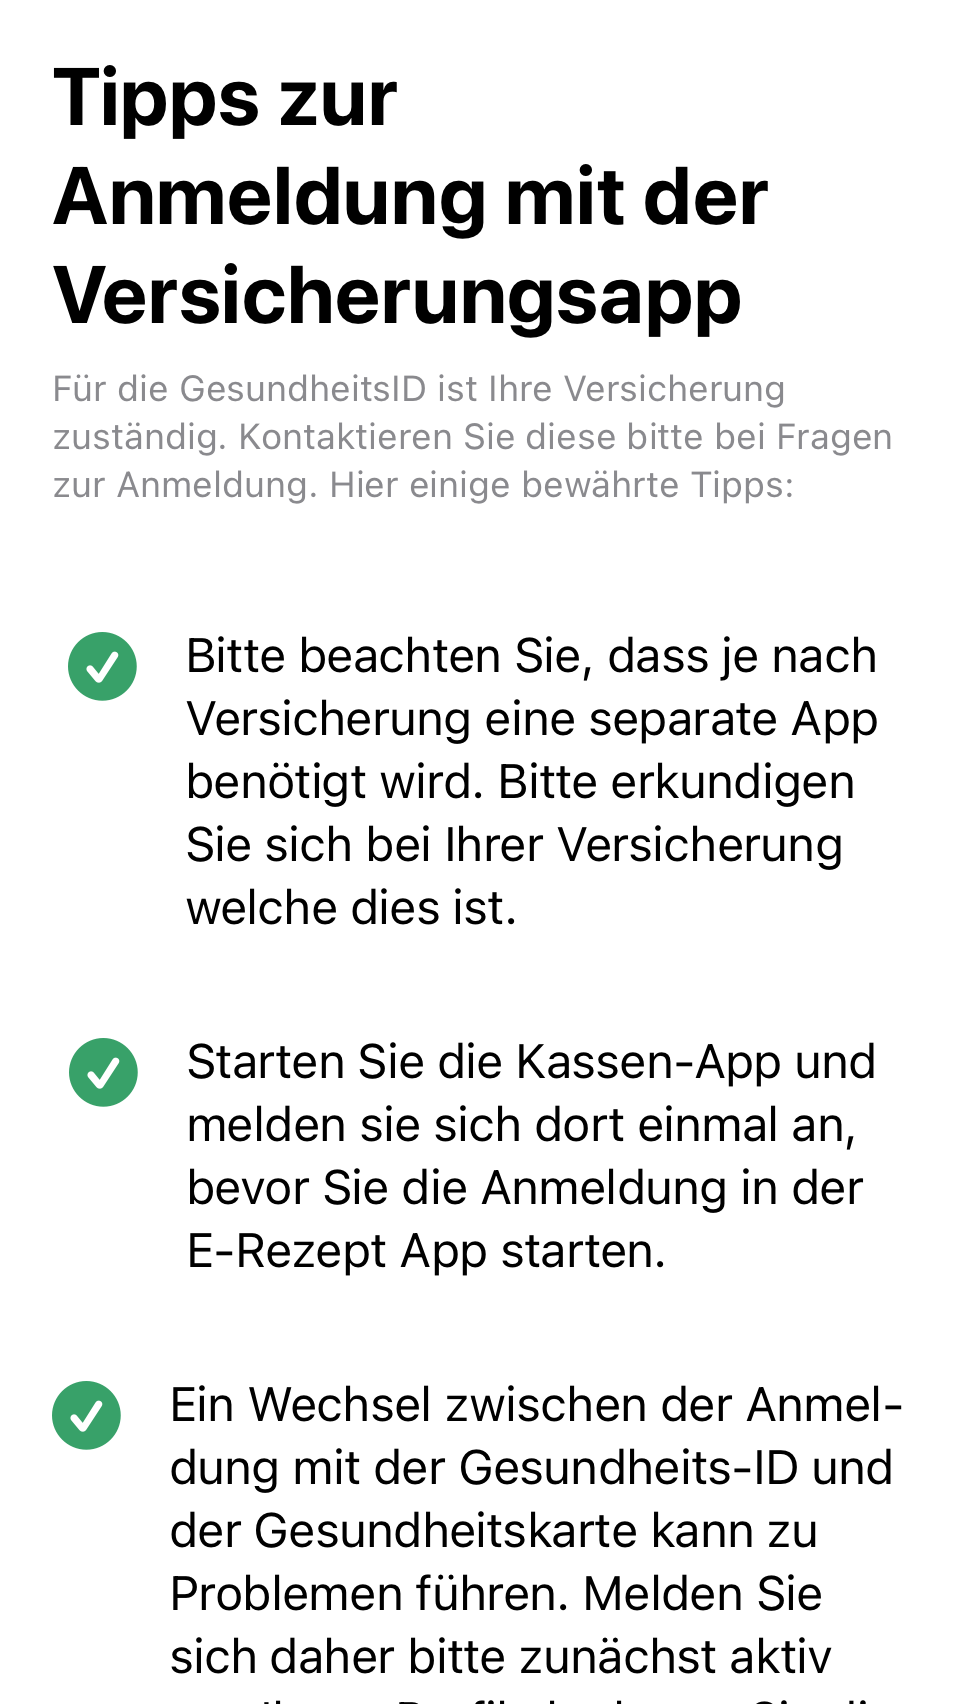 Tipps zur
Anmeldung mit der
Versicherungsapp
Für die GesundheitsID ist Ihre Versicherung
zuständig. Kontaktieren Sie diese bitte bei Fragen
zur Anmeldung. Hier einige bewährte Tipps:
Bitte beachten Sie, dass je nach
Versicherung eine separate App
benötigt wird. Bitte erkundigen
Sie sich bei Ihrer Versicherung
welche dies ist.
Starten Sie die Kassen-App und
melden sie sich dort einmal an,
bevor Sie die Anmeldung in der
E-Rezept App starten.
Ein Wechsel zwischen der Anmel-
dung mit der Gesundheits-ID und
der Gesundheitskarte kann zu
Problemen führen. Melden Sie
sich daher bitte zunächst aktiv